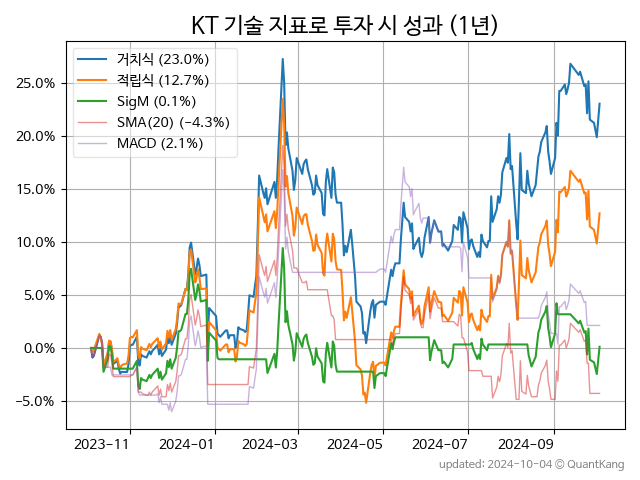 KT 기술 지표로 투자 시 성과 (1년)
거치식 (23.0%)
적립식 (12.7%)
SigM (0.1%)
SMA(20) (−4.3%)
MACD (2.1%)
25.0%
20.0%
15.0%
10.0%
5.0%
0.0%
−5.0%
2023-11 2024-01 2024-03 2024-05 2024-07 2024-09
updated: 2024-10-04 © QuantKang